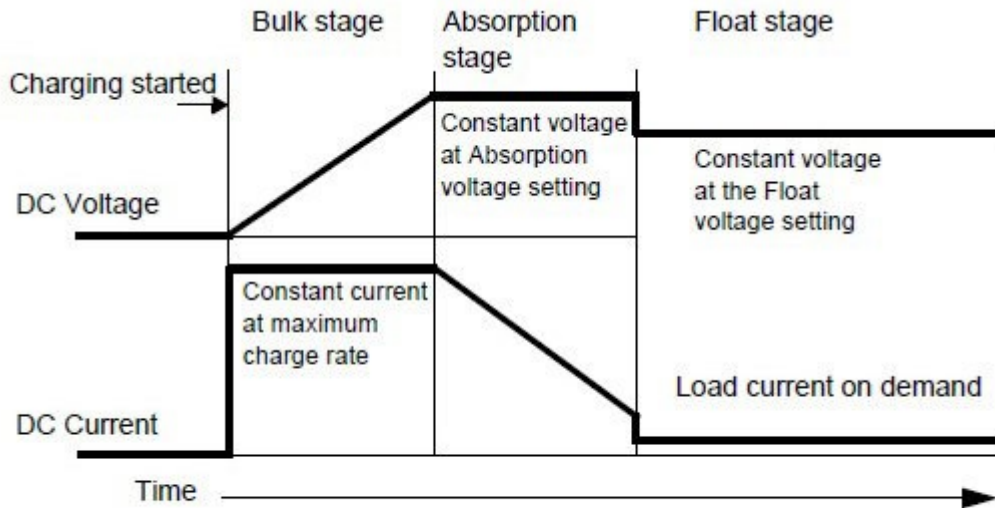 Bulk stage
Absorption
stage
Float stage
Charging started
Constant voltage
at Absorption
voltage setting
Constant voltage
at the Float
voltage setting
DC Voltage
Constant current
at maximum
charge rate
Load current on demand
DC Current
Time